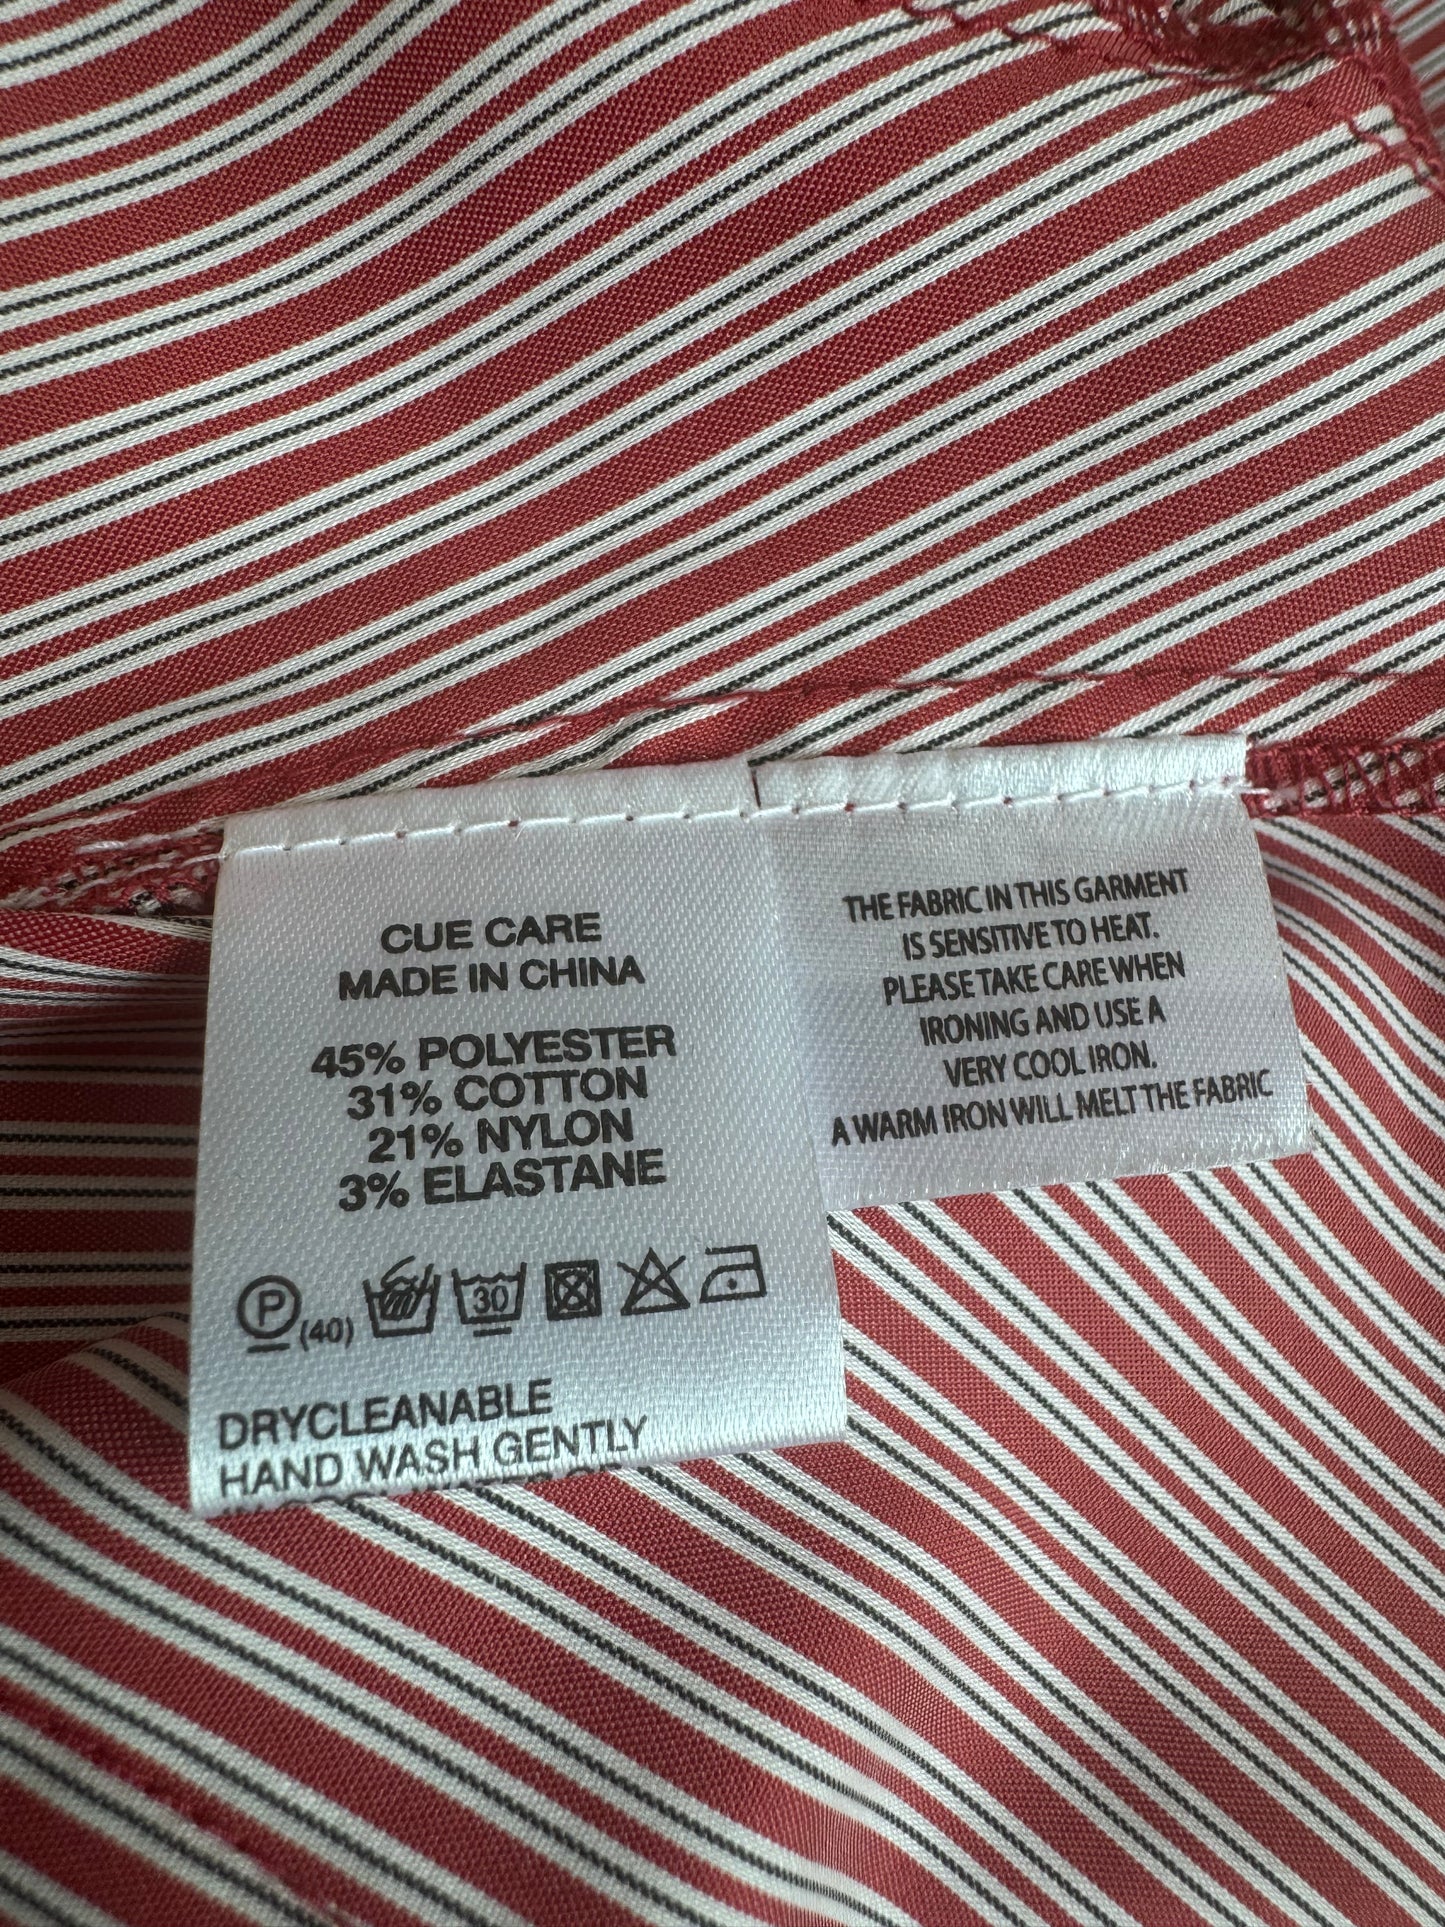 CUE CARE
MADE IN CHINA
45% POLYESTER
31% COTTON
21% NYLON
3% ELASTANE
P (40) 30
DRYCLEANABLE
HAND WASH GENTLY
THE FABRIC IN THIS GARMENT
IS SENSITIVE TO HEAT.
PLEASE TAKE CARE WHEN
IRONING AND USE A
VERY COOL IRON.
A WARM IRON WILL MELT THE FABRIC